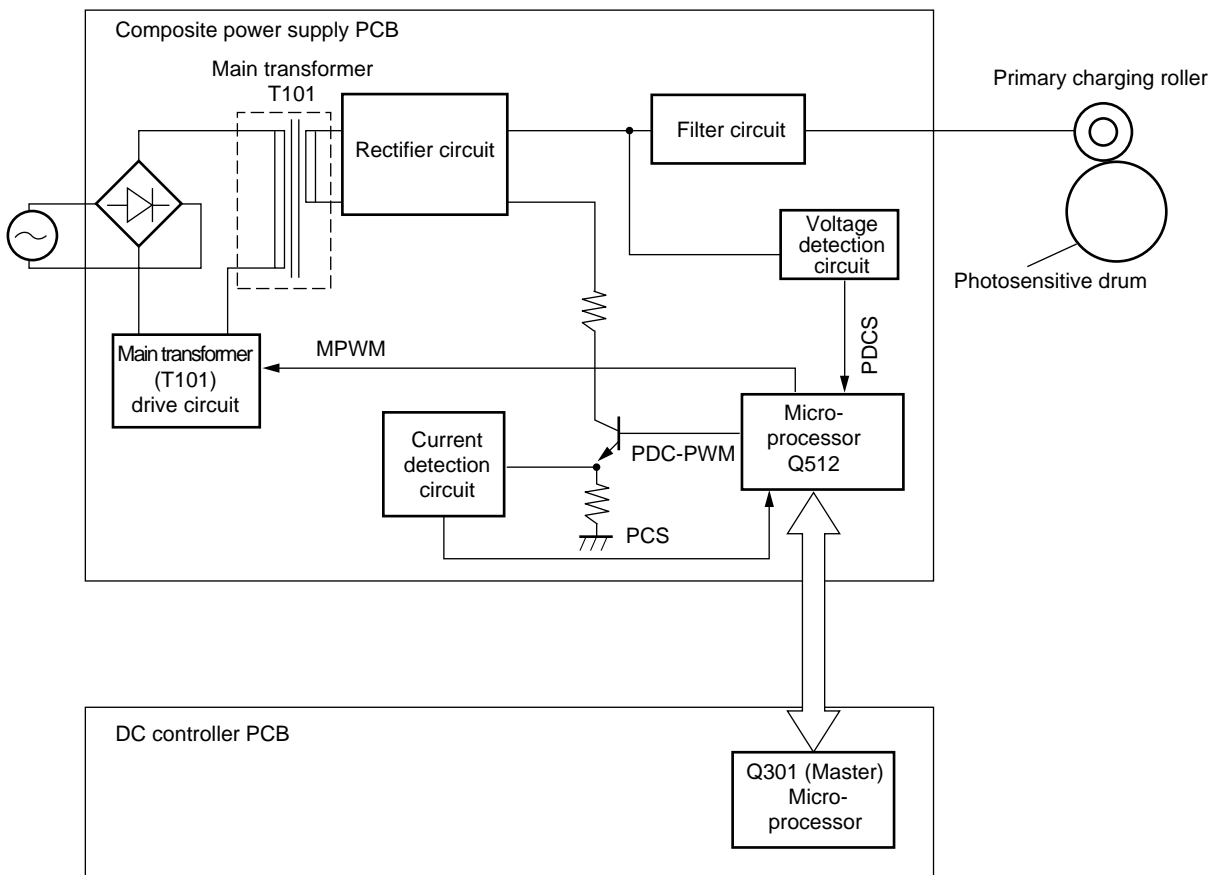 Composite power supply PCB
Main transformer
T101
Rectifier circuit
Filter circuit
Primary charging roller
Voltage
detection
circuit
Photosensitive drum
PDCS
Main transformer
(T101)
drive circuit
MPWM
Current
detection
circuit
PDC-PWM
Micro-
processor
Q512
PCS
DC controller PCB
Q301 (Master)
Micro-
processor